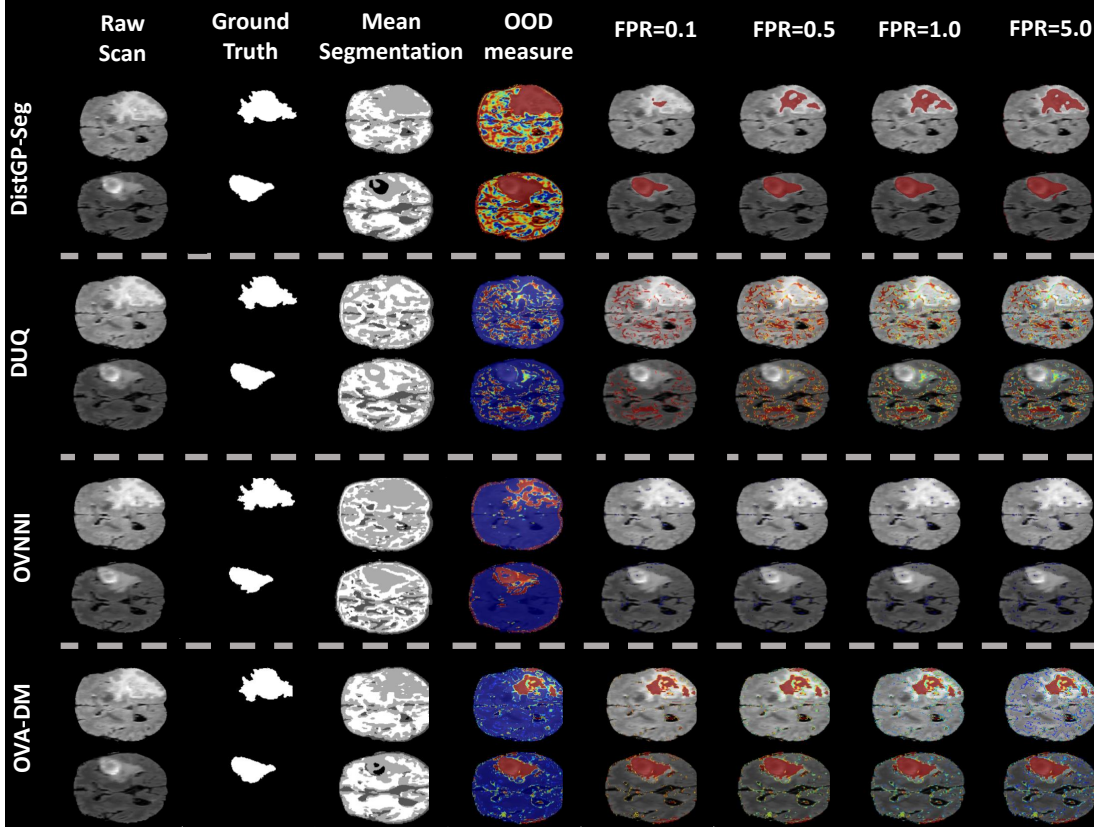 Raw
Scan
Ground
Truth
Mean
Segmentation
OOD
measure
FPR=0.1
FPR=0.5
FPR=1.0
FPR=5.0
DistGP-Seg
DUQ
OVNNI
OVA-DM